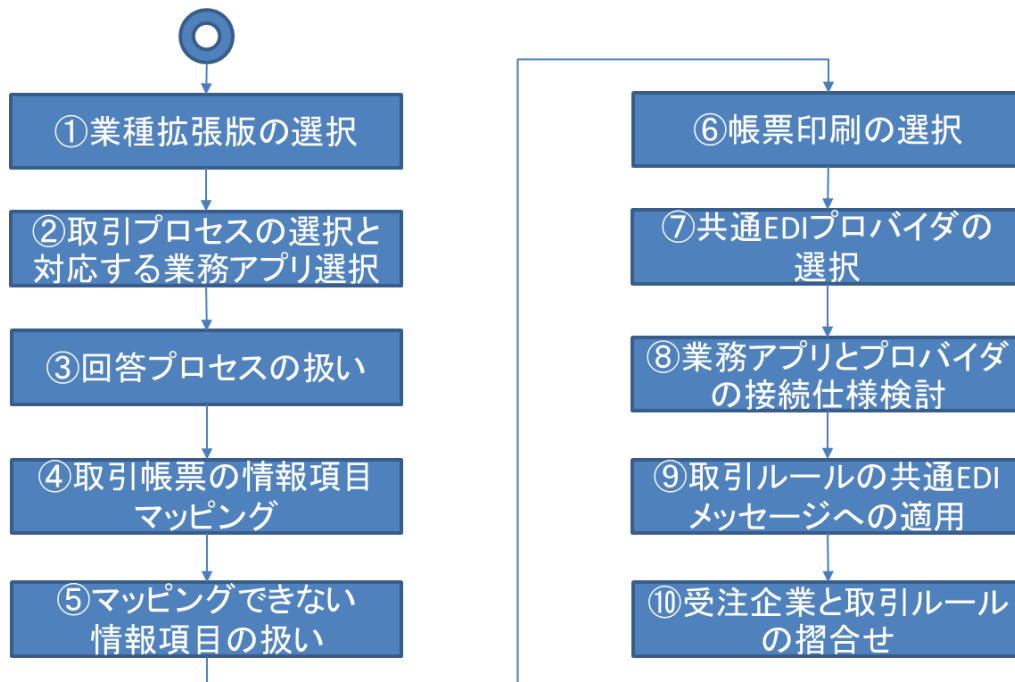 ①業種拡張版の選択
②取引プロセスの選択と
対応する業務アプリ選択
③回答プロセスの扱い
④取引帳票の情報項目
マッピング
⑤マッピングできない
情報項目の扱い
⑥帳票印刷の選択
⑦共通EDIプロバイダの
選択
⑧業務アプリとプロバイダ
の接続仕様検討
⑨取引ルールの共通EDI
メッセージへの適用
⑩受注企業と取引ルール
の摺合せ